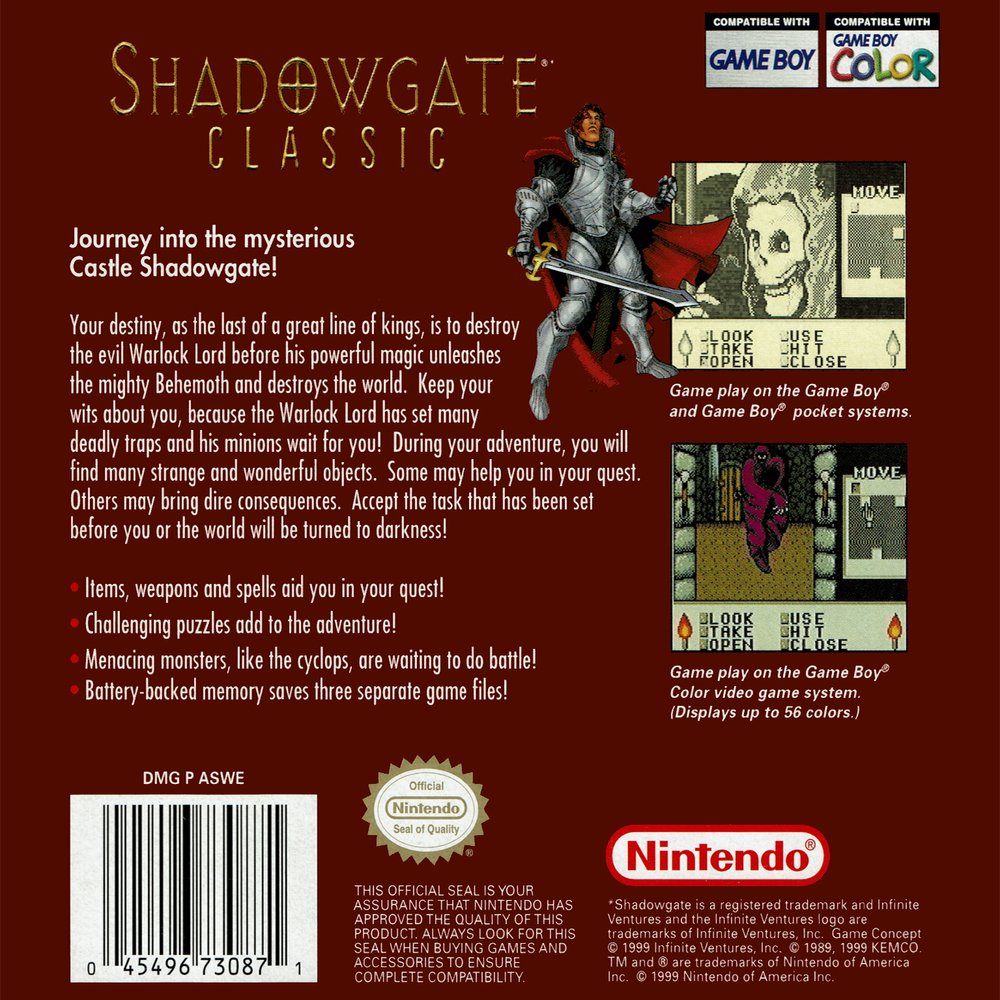 COMPATIBLE WITH
GAME BOY
COMPATIBLE WITH
GAME BOY
COLOR
SHADOWGATE®*
CLASSIC
Journey into the mysterious
Castle Shadowgate!
Your destiny, as the last of a great line of kings, is to destroy
the evil Warlock Lord before his powerful magic unleashes
the mighty Behemoth and destroys the world.  Keep your
wits about you, because the Warlock Lord has set many
deadly traps and his minions wait for you!  During your adventure, you will
find many strange and wonderful objects.  Some may help you in your quest.
Others may bring dire consequences.  Accept the task that has been set
before you or the world will be turned to darkness!
• Items, weapons and spells aid you in your quest!
• Challenging puzzles add to the adventure!
• Menacing monsters, like the cyclops, are waiting to do battle!
• Battery-backed memory saves three separate game files!
MOVE
LOOK USE
TAKE HIT
OPEN CLOSE
Game play on the Game Boy®
and Game Boy® pocket systems.
MOVE
LOOK USE
TAKE HIT
OPEN CLOSE
Game play on the Game Boy®
Color video game system.
(Displays up to 56 colors.)
DMG P ASWE
0 45496 73087 1
Official
Nintendo
Seal of Quality
®
THIS OFFICIAL SEAL IS YOUR
ASSURANCE THAT NINTENDO HAS
APPROVED THE QUALITY OF THIS
PRODUCT. ALWAYS LOOK FOR THIS
SEAL WHEN BUYING GAMES AND
ACCESSORIES TO ENSURE
COMPLETE COMPATIBILITY.
Nintendo®
*Shadowgate is a registered trademark and Infinite
Ventures and the Infinite Ventures logo are
trademarks of Infinite Ventures, Inc.  Game Concept
© 1999 Infinite Ventures, Inc.  © 1989, 1999 KEMCO.
TM and ® are trademarks of Nintendo of America
Inc.  © 1999 Nintendo of America Inc.